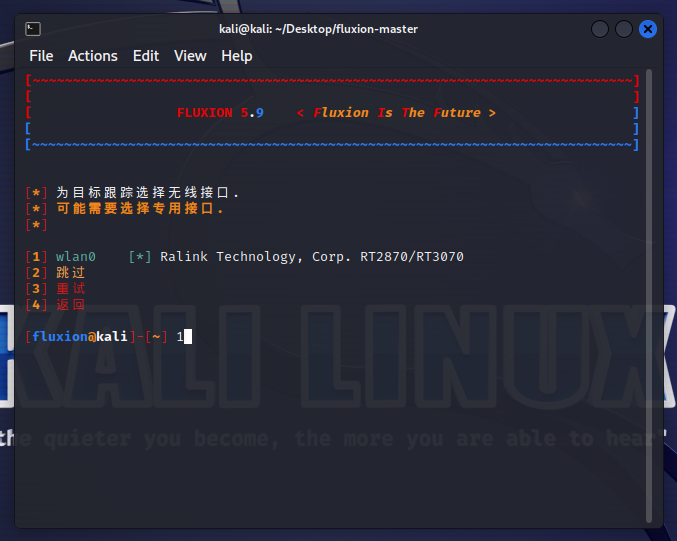 kali@kali: ~/Desktop/fluxion-master
File Actions Edit View Help
[~~~~~~~~~~~~~~~~~~~~~~~~~~~~~~~~~~~~~~~~~~~~~~~~~~~~~~~~~~~~~~~~~~~~~~~~~~~]
[ ]
[ FLUXION 5.9 < Fluxion Is The Future > ]
[ ]
[~~~~~~~~~~~~~~~~~~~~~~~~~~~~~~~~~~~~~~~~~~~~~~~~~~~~~~~~~~~~~~~~~~~~~~~~~~~]
[*] 为目标跟踪选择无线接口.
[*] 可能需要选择专用接口.
[*]
[1] wlan0 [*] Ralink Technology, Corp. RT2870/RT3070
[2] 跳过
[3] 重试
[4] 返回
[fluxion@kali]-[~] 1
KALI LINUX
the quieter you become, the more you are able to hear"